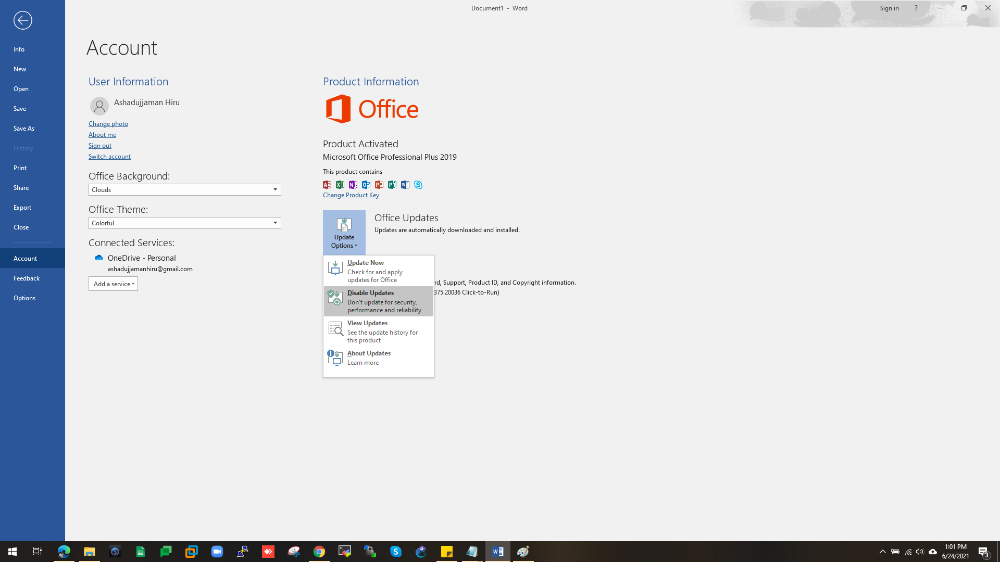 Document1 - Word
Sign in
?
Info
New
Open
Save
Save As
History
Print
Share
Export
Close
Account
Feedback
Options
Account
User Information
Ashadujjaman Hiru
Change photo
About me
Sign out
Switch account
Office Background:
Clouds
Office Theme:
Colorful
Connected Services:
OneDrive - Personal
ashadujjamanhiru@gmail.com
Add a service
Product Information
Office
Product Activated
Microsoft Office Professional Plus 2019
This product contains
Change Product Key
Update
Options
Office Updates
Updates are automatically downloaded and installed.
Update Now
Check for and apply
updates for Office
rd, Support, Product ID, and Copyright information.
375.20036 Click-to-Run)
Disable Updates
Don't update for security,
performance and reliability
View Updates
See the update history for
this product
About Updates
Learn more
1:01 PM
6/24/2021
3